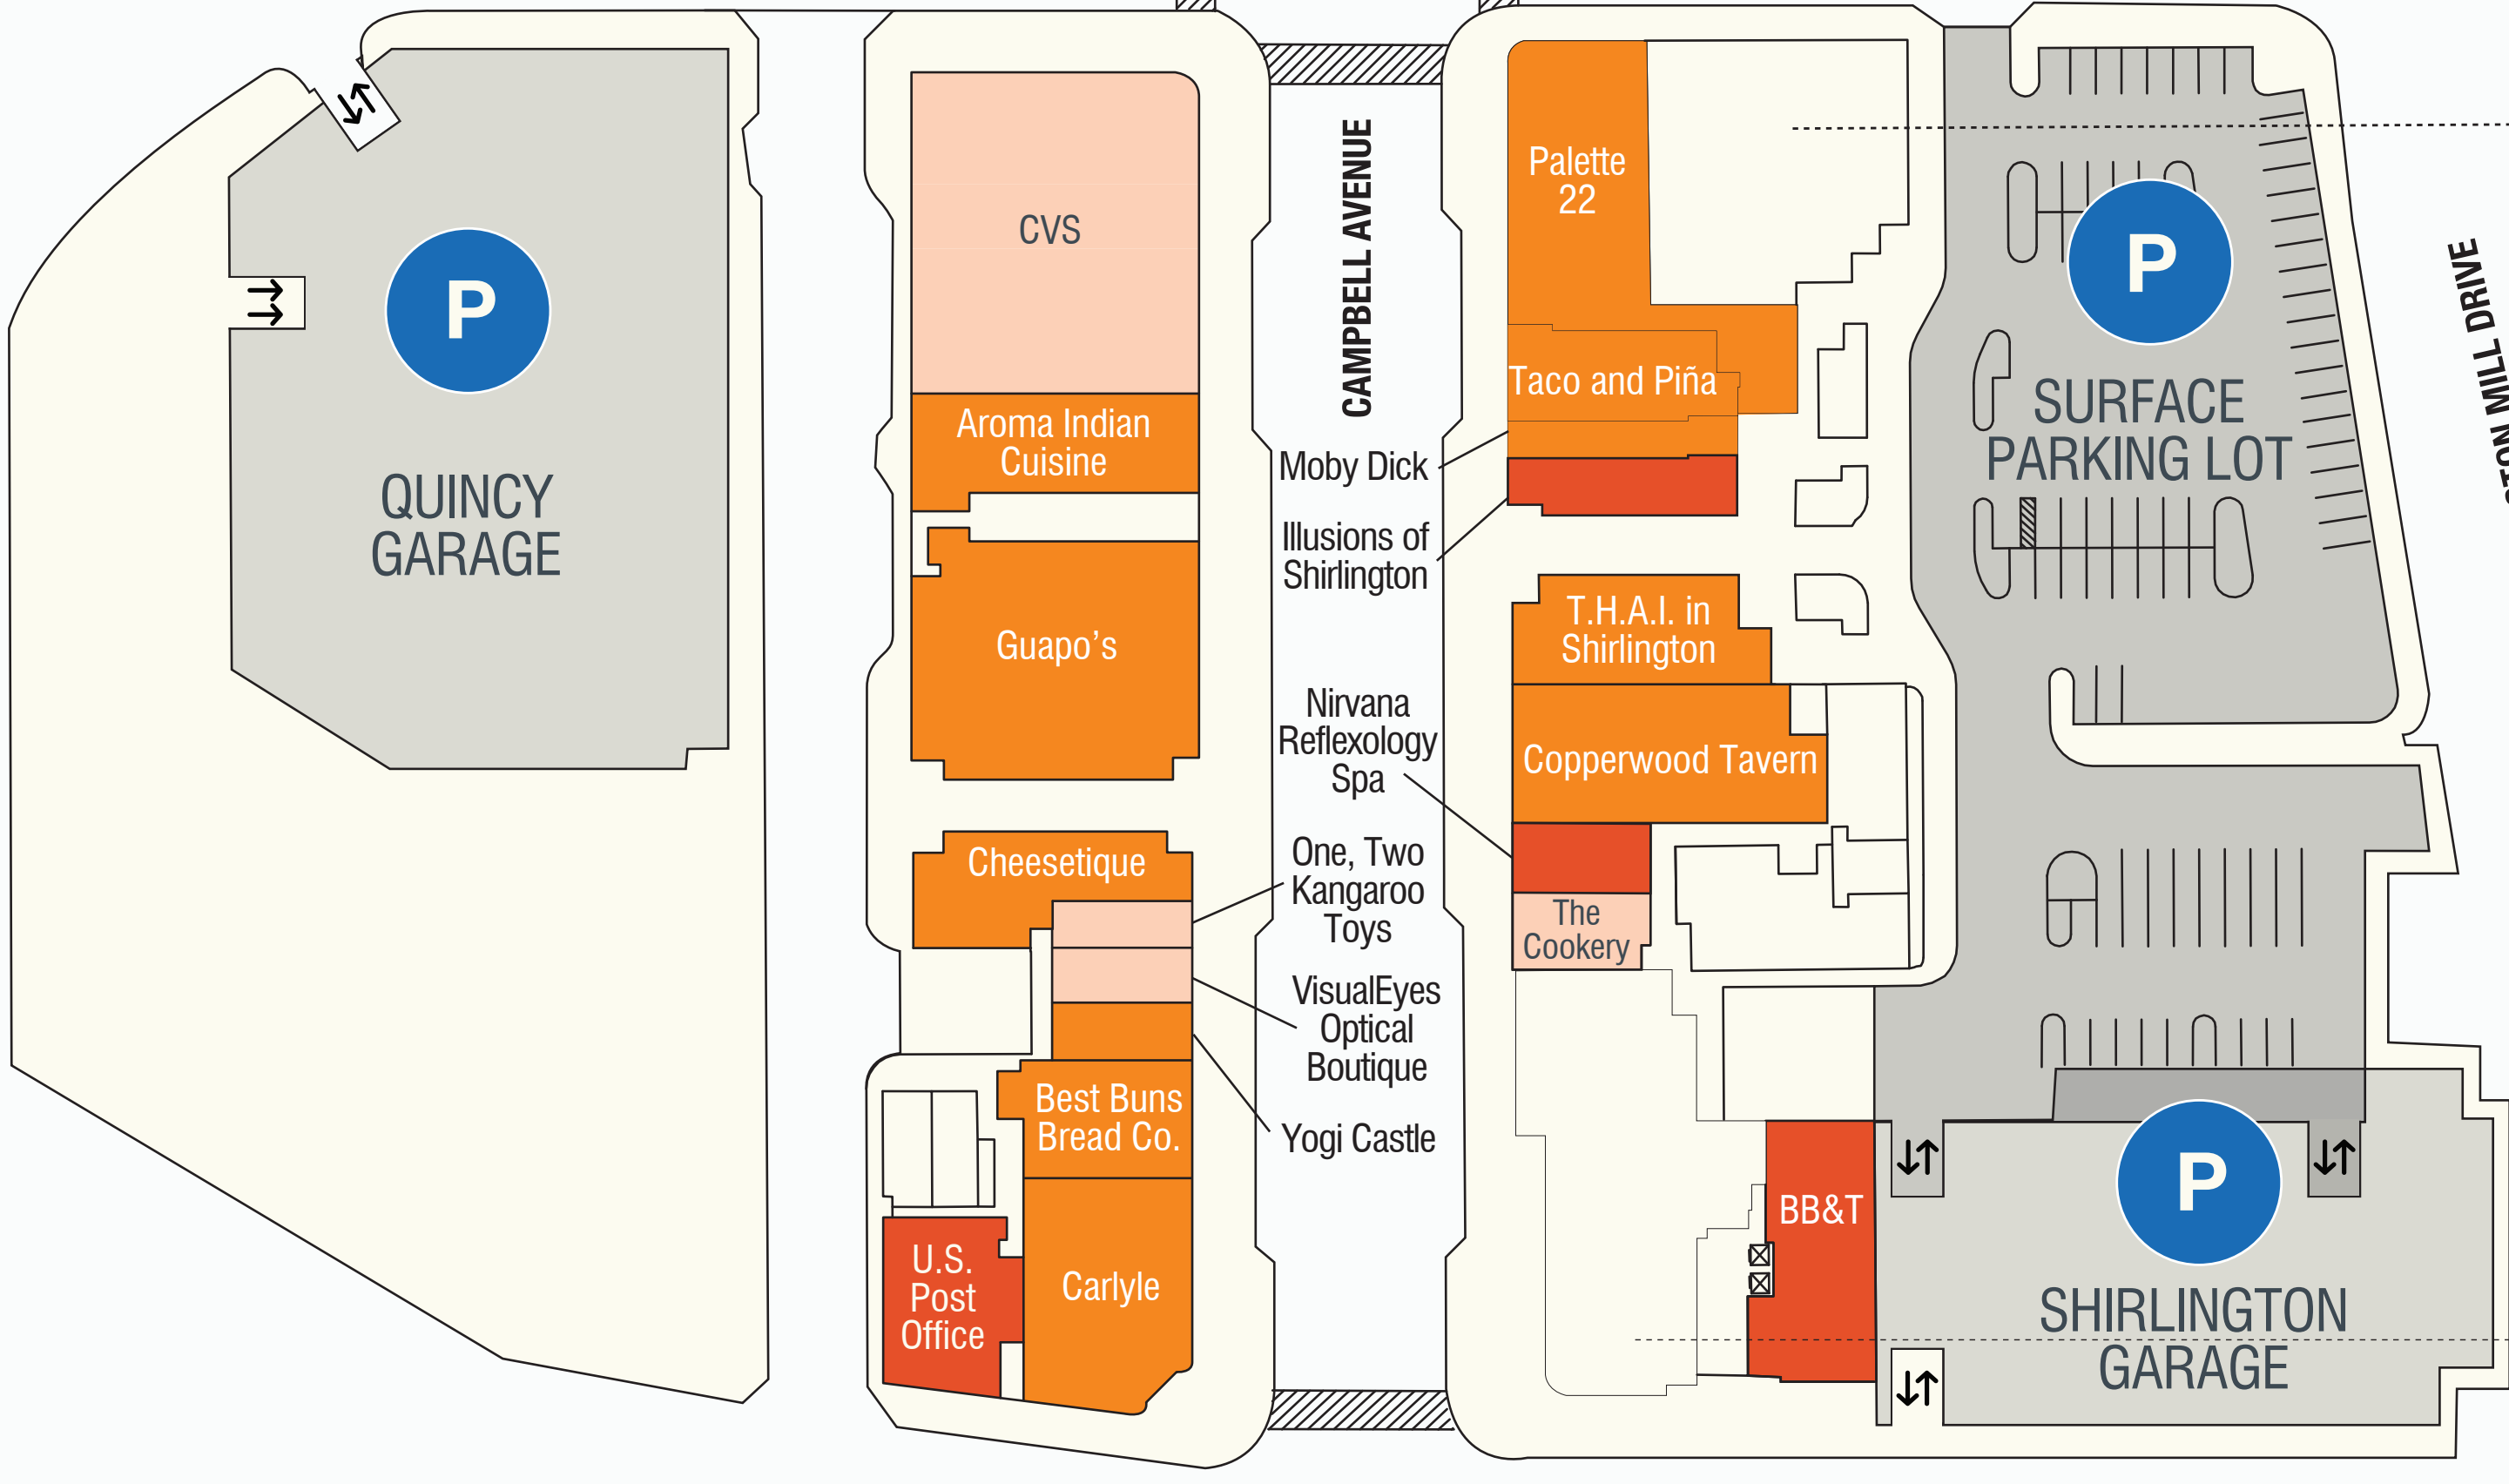 P
QUINCY
GARAGE
CVS
Aroma Indian
Cuisine
Guapo's
Cheesetique
Best Buns
Bread Co.
U.S.
Post
Office
Carlyle
CAMPBELL AVENUE
Moby Dick
Illusions of
Shirlington
Nirvana
Reflexology
Spa
One, Two
Kangaroo
Toys
VisualEyes
Optical
Boutique
Yogi Castle
Palette
22
Taco and Piña
T.H.A.I. in
Shirlington
Copperwood Tavern
The
Cookery
BB&T
P
SURFACE
PARKING LOT
P
SHIRLINGTON
GARAGE
MILL DRIVE